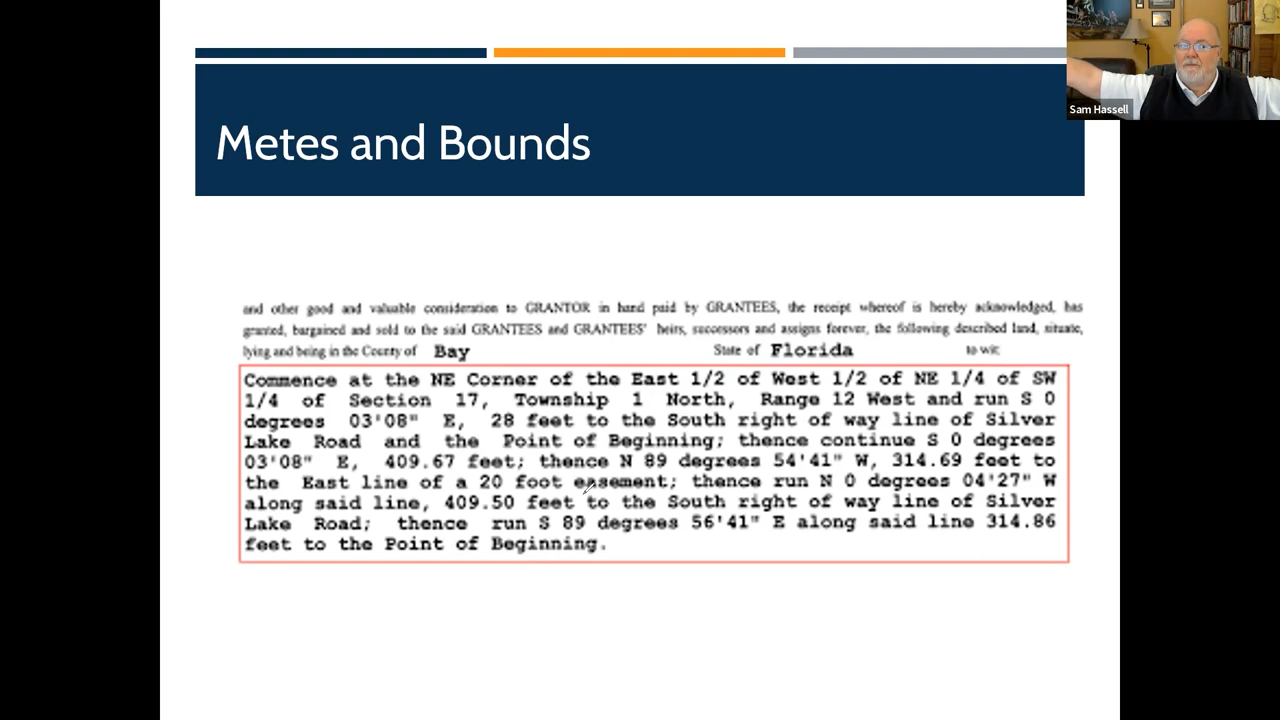 Metes and Bounds
Sam Hassell
and other good and valuable consideration to GRANTOR in hand paid by GRANTEES, the receipt whereof is hereby acknowledged, has
granted, bargained and sold to the said GRANTEES and GRANTEES' heirs, successors and assigns forever, the following described land, situate,
lying and being in the County of Bay State of Florida to wit:
Commence at the NE Corner of the East 1/2 of West 1/2 of NE 1/4 of SW
1/4 of Section 17, Township 1 North, Range 12 West and run S 0
degrees 03'08" E, 28 feet to the South right of way line of Silver
Lake Road and the Point of Beginning; thence continue S 0 degrees
03'08" E, 409.67 feet; thence N 89 degrees 54'41" W, 314.69 feet to
the East line of a 20 foot easement; thence run N 0 degrees 04'27" W
along said line, 409.50 feet to the South right of way line of Silver
Lake Road; thence run S 89 degrees 56'41" E along said line 314.86
feet to the Point of Beginning.